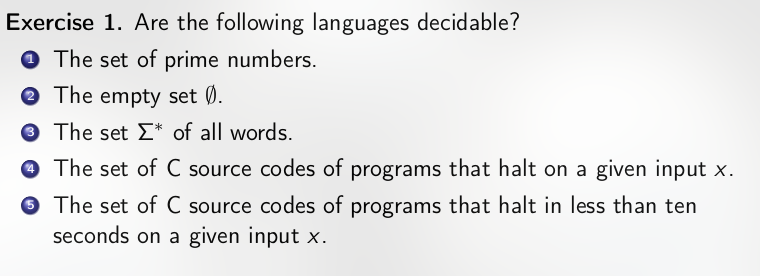 Exercise 1. Are the following languages decidable?
1 The set of prime numbers.
2 The empty set ∅.
3 The set Σ* of all words.
4 The set of C source codes of programs that halt on a given input x.
5 The set of C source codes of programs that halt in less than ten
seconds on a given input x.